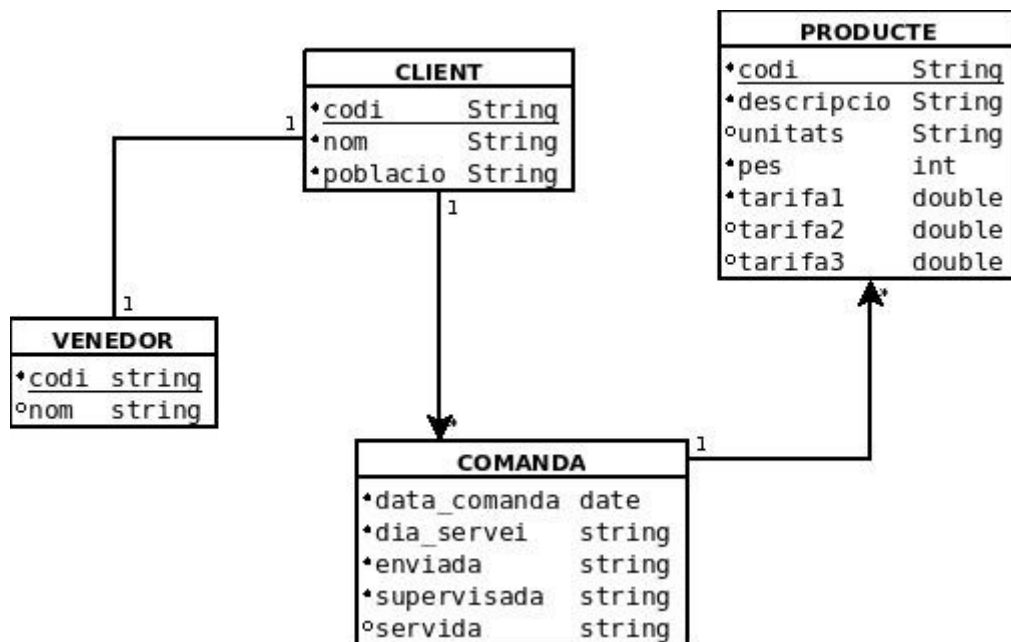 PRODUCTE
codi String
descripcio String
unitats String
pes int
tarifa1 double
tarifa2 double
tarifa3 double
CLIENT
codi String
nom String
poblacio String
1
1
1
VENEDOR
codi string
nom string
*
*
1
COMANDA
data_comanda date
dia_servei string
enviada string
supervisada string
servida string